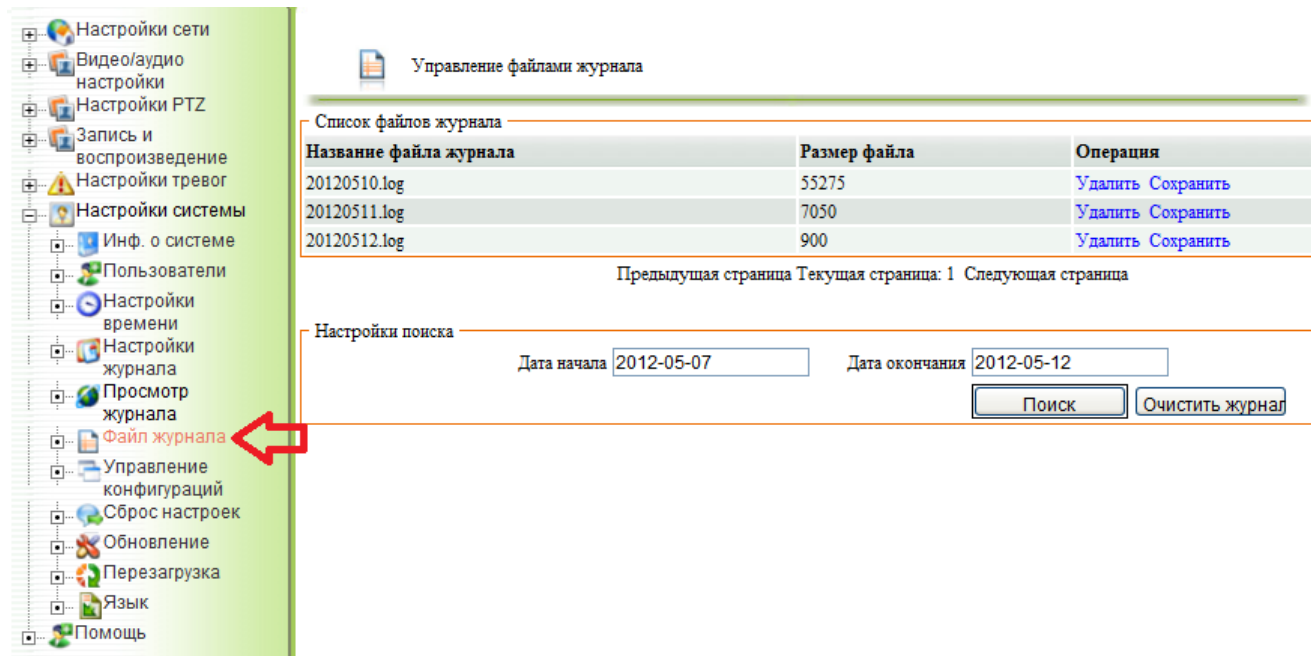 Настройки сети
Видео/аудио
настройки
Настройки PTZ
Запись и
воспроизведение
Настройки тревог
Настройки системы
Инф. о системе
Пользователи
Настройки
времени
Настройки
журнала
Просмотр
журнала
Файл журнала
Управление
конфигураций
Сброс настроек
Обновление
Перезагрузка
Язык
Помощь
Управление файлами журнала
Список файлов журнала
Название файла журнала Размер файла Операция
20120510.log 55275 Удалить Сохранить
20120511.log 7050 Удалить Сохранить
20120512.log 900 Удалить Сохранить
Предыдущая страница Текущая страница: 1 Следующая страница
Настройки поиска
Дата начала 2012-05-07 Дата окончания 2012-05-12
Поиск Очистить журнал